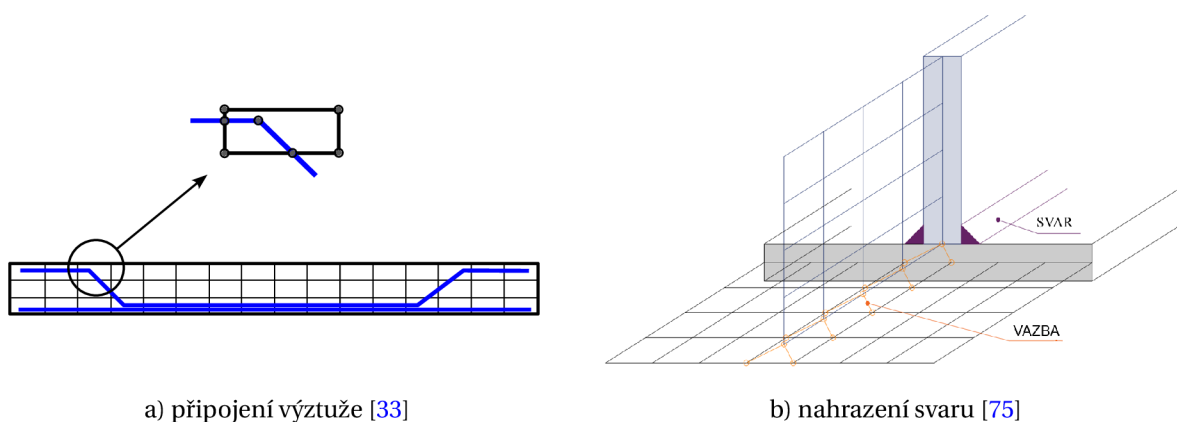 SVAR
VAZBA
a) připojení výztuže [33]
b) nahrazení svaru [75]